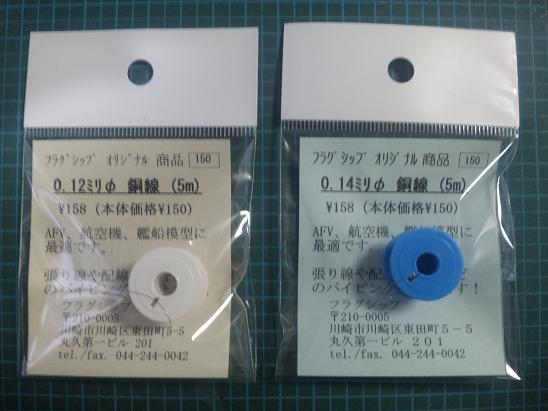 フラグシップ オリジナル 商品 150
0.12ミリφ 銅線 (5m)
¥158 (本体価格¥150)
AFV、航空機、艦船模型に
最適です。
張り線や配線
のパイピング
フラグシップ
〒210-0005
川崎市川崎区東田町5-5
丸久第一ビル 201
tel./fax. 044-244-0042
フラグシップ オリジナル 商品 150
0.14ミリφ 銅線 (5m)
¥158 (本体価格¥150)
AFV、航空機、艦船模型に
最適です。
張り線や
のパイピング す!
フラグシップ
〒210-0005
川崎市川崎区東田町5-5
丸久第一ビル 201
tel./fax. 044-244-0042